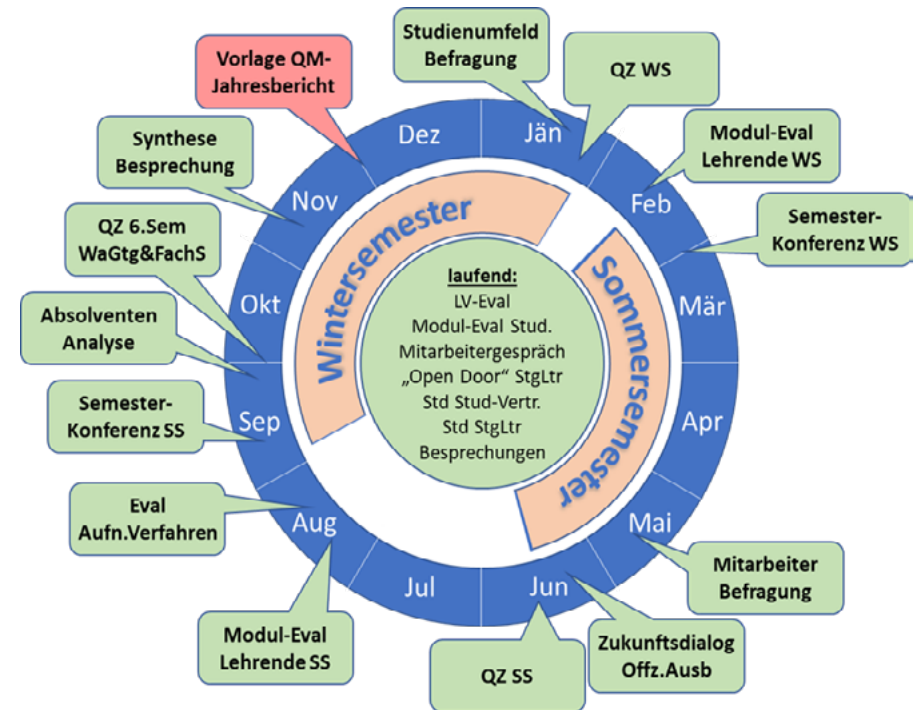 Studienumfeld
Befragung
QZ WS
Vorlage QM-
Jahresbericht
Modul-Eval
Lehrende WS
Synthese
Besprechung
Semester-
Konferenz WS
QZ 6.Sem
WaGtg&FachS
Absolventen
Analyse
Semester-
Konferenz SS
Eval
Aufn.Verfahren
Modul-Eval
Lehrende SS
QZ SS
Zukunftsdialog
Offz.Ausb
Mitarbeiter
Befragung
Jän
Feb
Mär
Apr
Mai
Jun
Jul
Aug
Sep
Okt
Nov
Dez
Wintersemester
Sommersemester
laufend:
LV-Eval
Modul-Eval Stud.
Mitarbeitergespräch
„Open Door“ StgLtr
Std Stud-Vertr.
Std StgLtr
Besprechungen